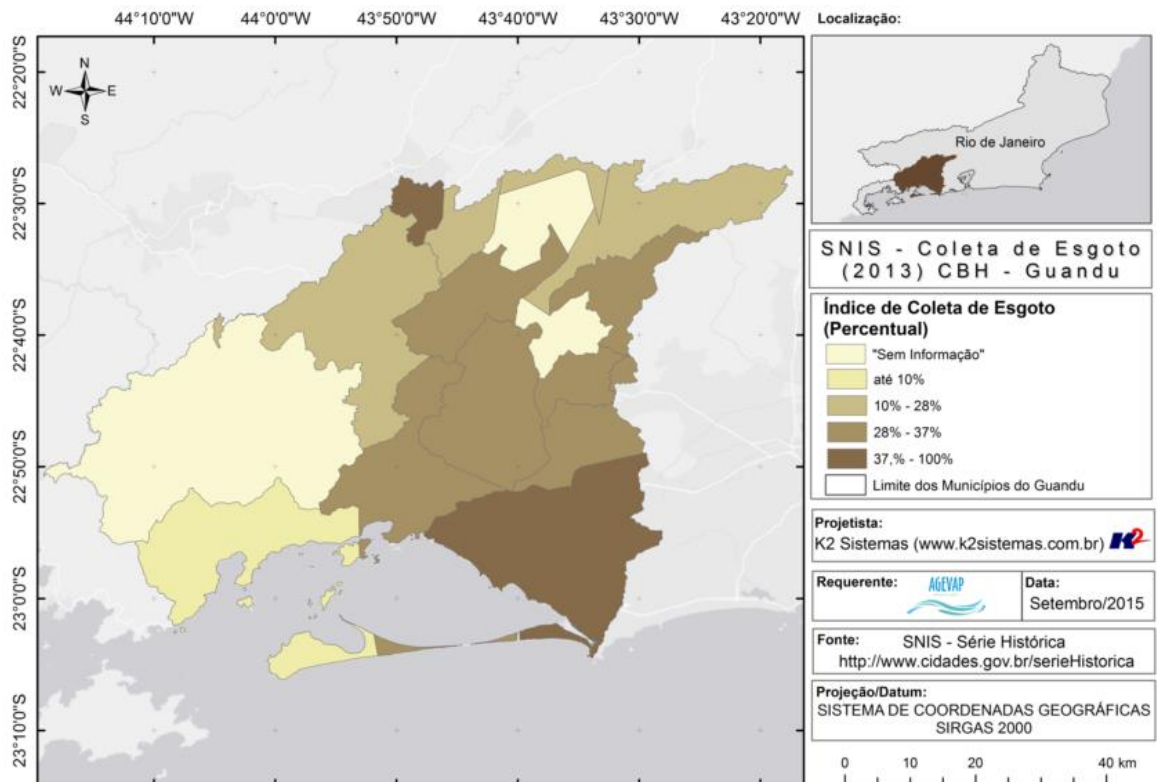 44°10'0"W 44°0'0"W 43°50'0"W 43°40'0"W 43°30'0"W 43°20'0"W
22°20'0"S
22°30'0"S
22°40'0"S
22°50'0"S
23°0'0"S
23°10'0"S
N
W E
S
Localização:
Rio de Janeiro
SNIS - Coleta de Esgoto
(2013) CBH - Guandu
Índice de Coleta de Esgoto
(Percentual)
"Sem Informação"
até 10%
10% - 28%
28% - 37%
37,% - 100%
Limite dos Municípios do Guandu
Projetista:
K2 Sistemas (www.k2sistemas.com.br) K2
Requerente: AGEVAP
Data:
Setembro/2015
Fonte: SNIS - Série Histórica
http://www.cidades.gov.br/serieHistorica
Projeção/Datum:
SISTEMA DE COORDENADAS GEOGRÁFICAS
SIRGAS 2000
0 10 20 40 km